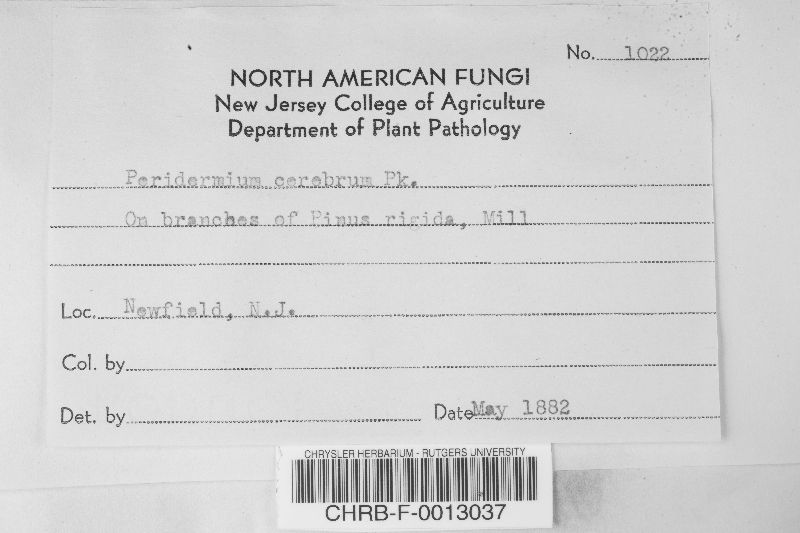 No. 1022
NORTH AMERICAN FUNGI
New Jersey College of Agriculture
Department of Plant Pathology
Peridermium cerebrum Pk.
On branches of Pinus rigida, Mill
Loc. Newfield, N.J.
Col. by
Det. by Date May 1882
CHRYSLER HERBARIUM - RUTGERS UNIVERSITY
CHRB-F-0013037